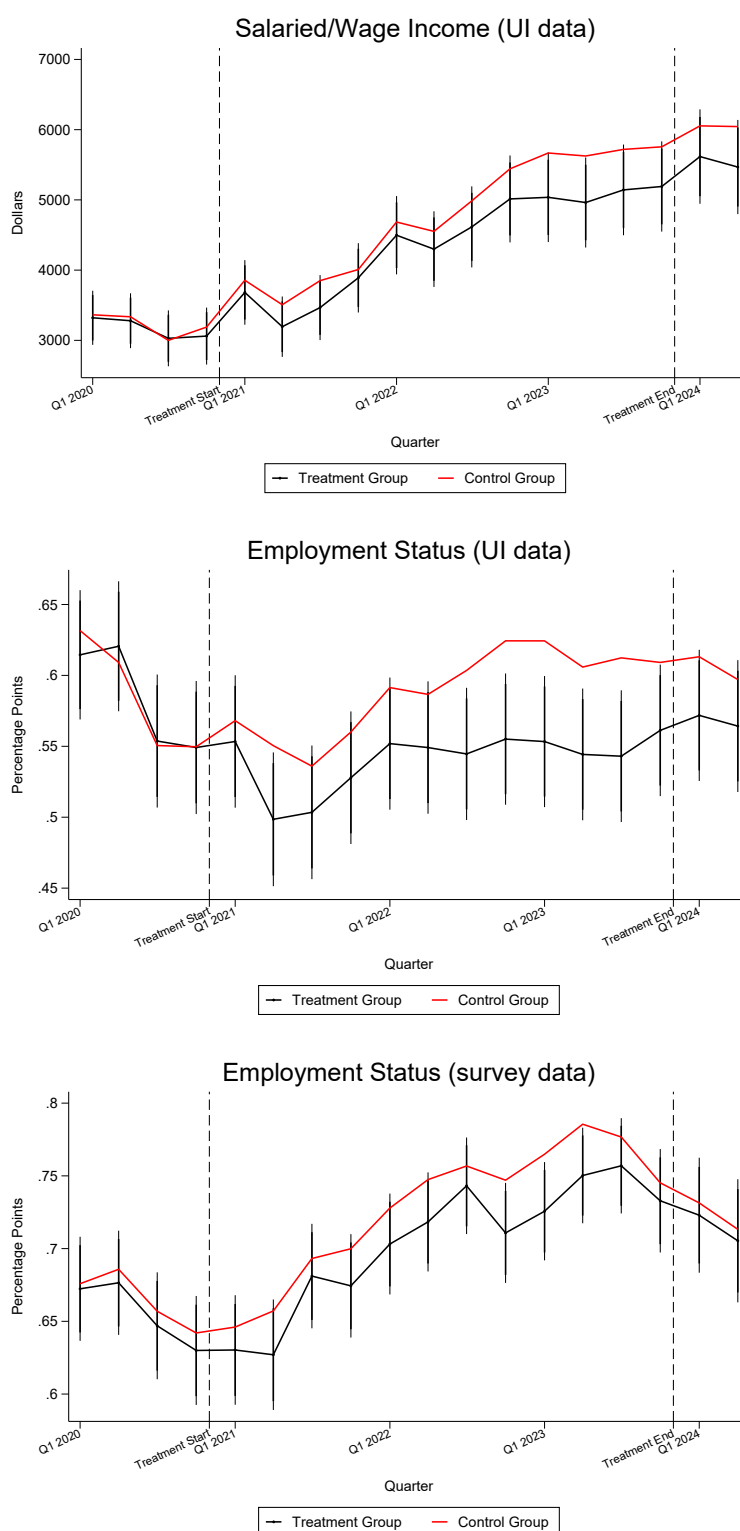 Salaried/Wage Income (UI data)
7000
6000
5000
4000
3000
Dollars
Q1 2020
Treatment Start
Q1 2021
Q1 2022
Q1 2023
Treatment End
Q1 2024
Quarter
Treatment Group Control Group
Employment Status (UI data)
.65
.6
.55
.5
.45
Percentage Points
Q1 2020
Treatment Start
Q1 2021
Q1 2022
Q1 2023
Treatment End
Q1 2024
Quarter
Treatment Group Control Group
Employment Status (survey data)
.8
.75
.7
.65
.6
Percentage Points
Q1 2020
Treatment Start
Q1 2021
Q1 2022
Q1 2023
Treatment End
Q1 2024
Quarter
Treatment Group Control Group